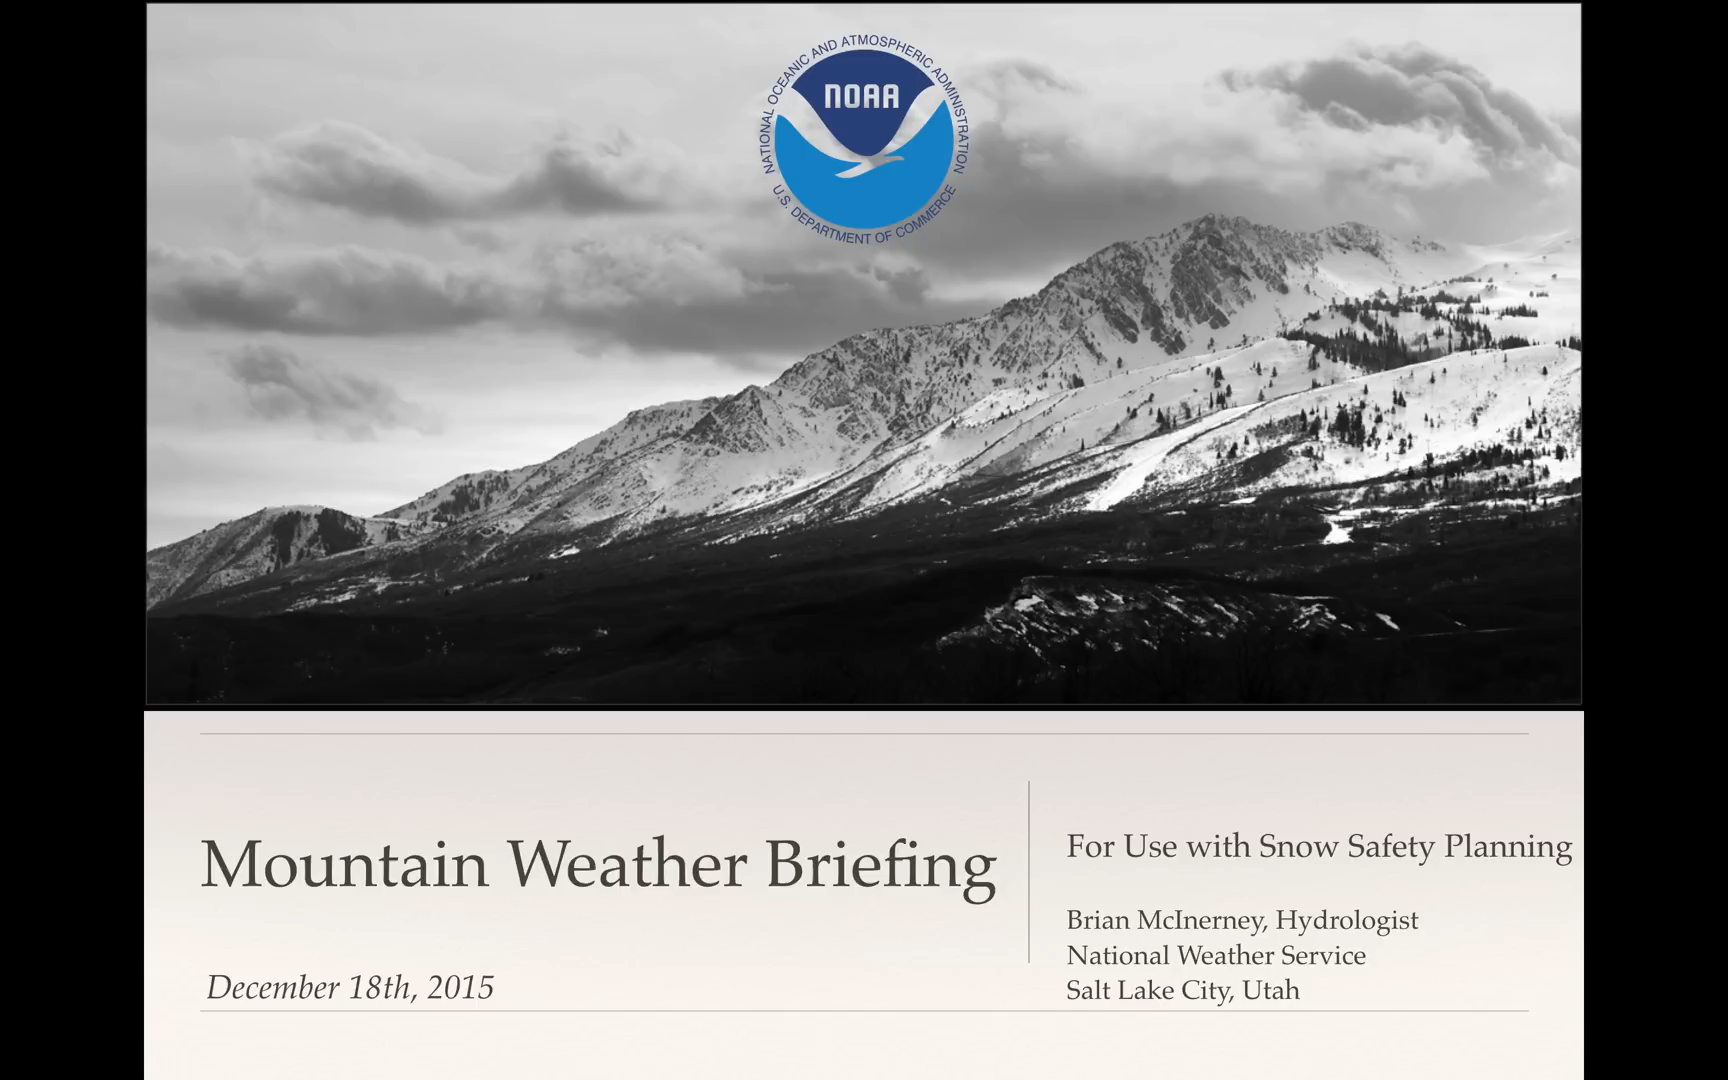 NATIONAL OCEANIC AND ATMOSPHERIC ADMINISTRATION
NOAA
U.S. DEPARTMENT OF COMMERCE
Mountain Weather Briefing
December 18th, 2015
For Use with Snow Safety Planning
Brian McInerney, Hydrologist
National Weather Service
Salt Lake City, Utah